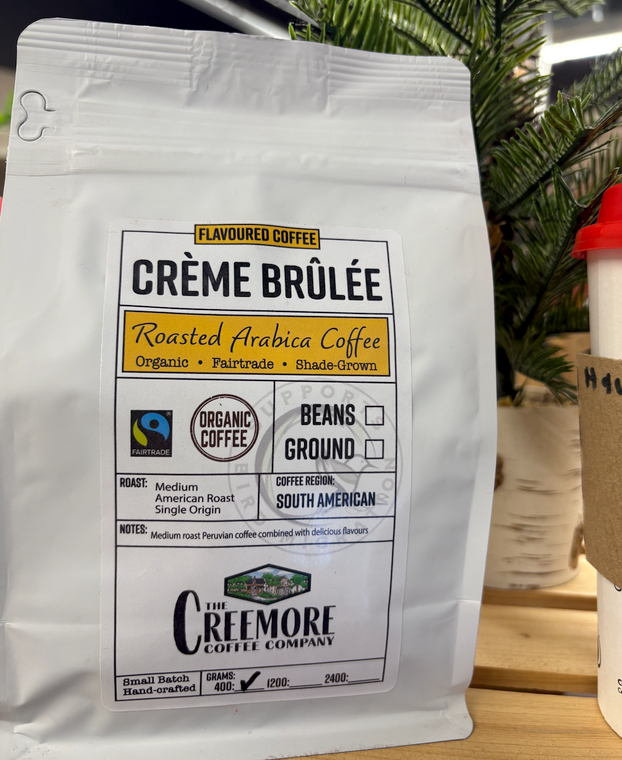 FLAVOURED COFFEE
CRÈME BRÛLÉE
Roasted Arabica Coffee
Organic • Fairtrade • Shade-Grown
FAIRTRADE
ORGANIC
COFFEE
BEANS
GROUND
ROAST: Medium
American Roast
Single Origin
COFFEE REGION:
SOUTH AMERICAN
NOTES: Medium roast Peruvian coffee combined with delicious flavours
THE
CREEMORE
COFFEE COMPANY
Small Batch
Hand-crafted
GRAMS:
400:✓ 1200: 2400: